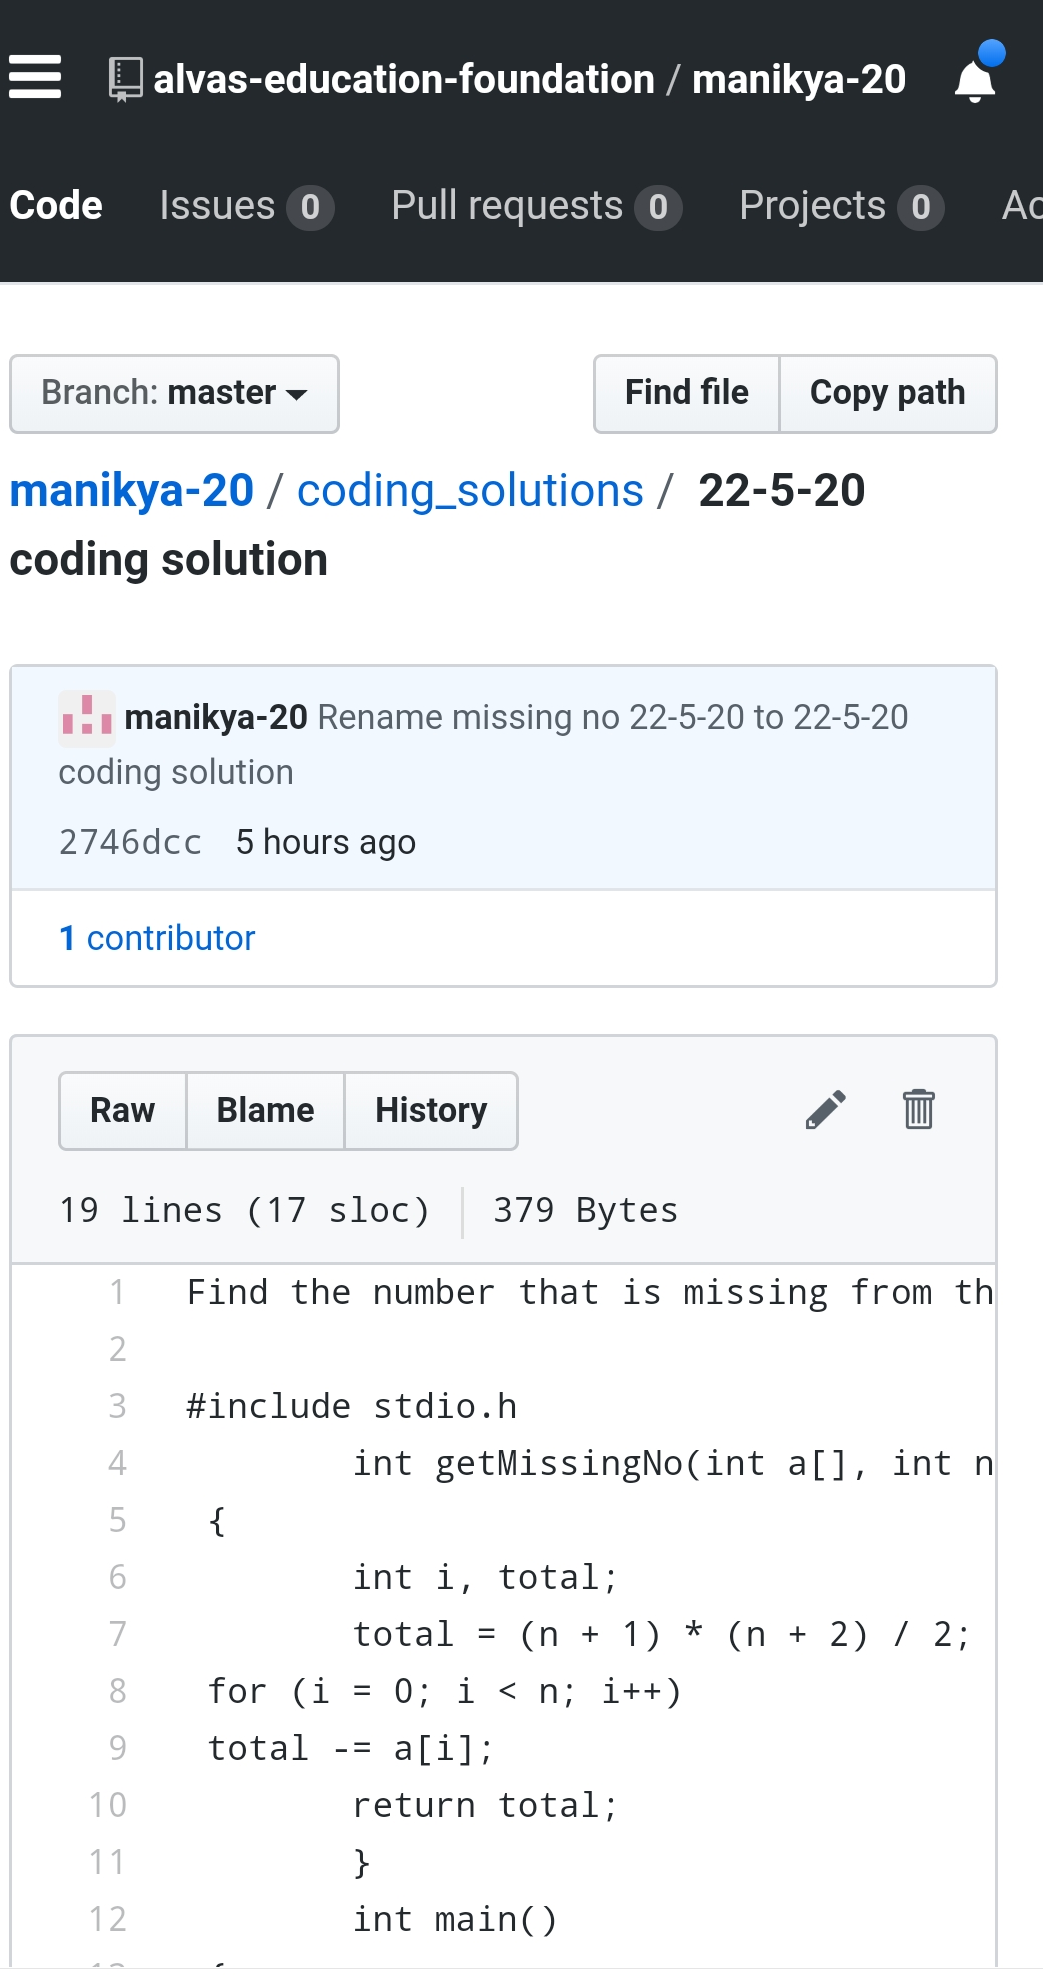 alvas-education-foundation / manikya-20
Code Issues 0 Pull requests 0 Projects 0 Ac
Branch: master Find file Copy path
manikya-20 / coding_solutions / 22-5-20
coding solution
manikya-20 Rename missing no 22-5-20 to 22-5-20
coding solution
2746dcc 5 hours ago
1 contributor
Raw Blame History
19 lines (17 sloc) 379 Bytes
1 Find the number that is missing from th
2
3 #include stdio.h
4 int getMissingNo(int a[], int n
5 {
6 int i, total;
7 total = (n + 1) * (n + 2) / 2;
8 for (i = 0; i < n; i++)
9 total -= a[i];
10 return total;
11 }
12 int main()